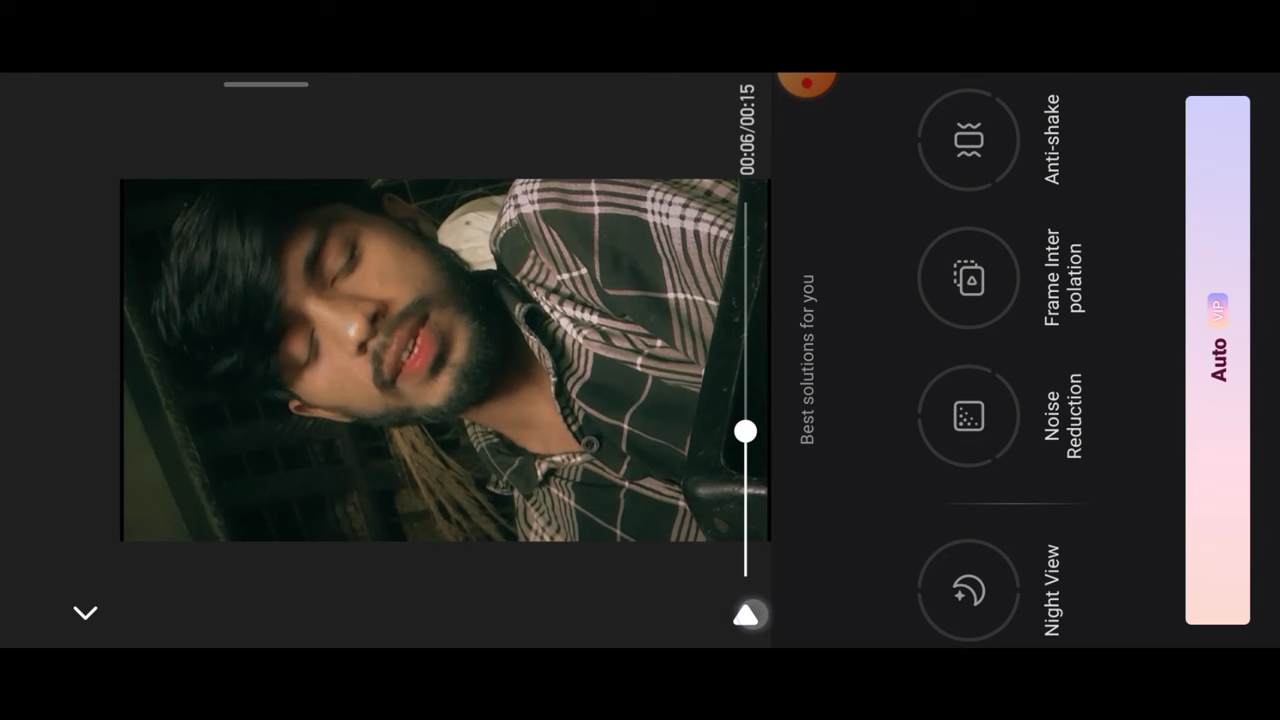 00:06/00:15
Best solutions for you
Night View
Noise
Reduction
Frame Inter
polation
Anti-shake
Auto VIP